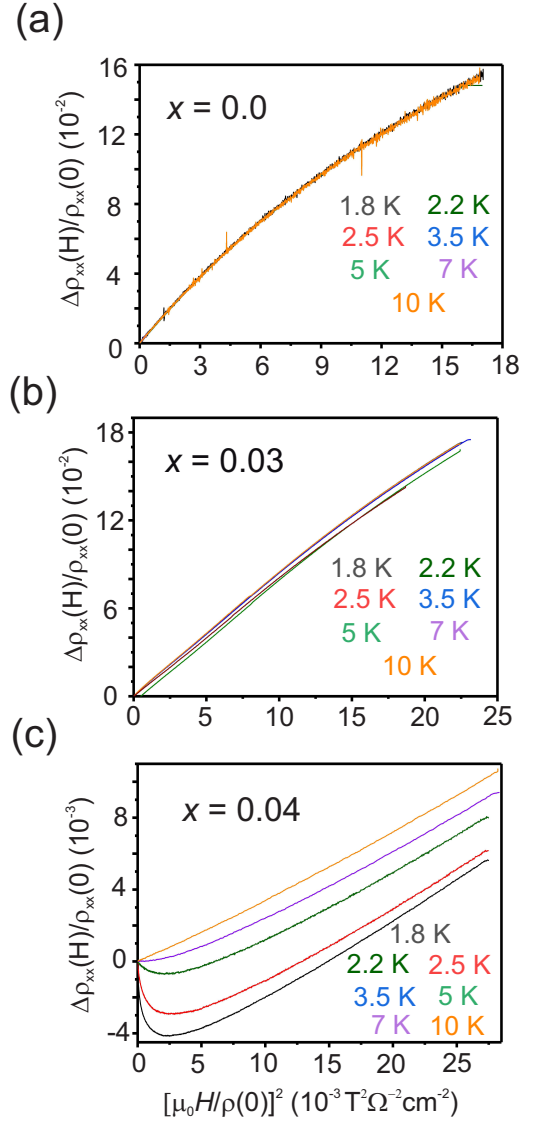 (a)
Δρxx(H)/ρxx(0) (10⁻²)
16
12
8
4
0
x = 0.0
1.8 K 2.2 K
2.5 K 3.5 K
5 K 7 K
10 K
0 3 6 9 12 15 18
(b)
Δρxx(H)/ρxx(0) (10⁻²)
18
12
6
0
x = 0.03
1.8 K 2.2 K
2.5 K 3.5 K
5 K 7 K
10 K
0 5 10 15 20 25
(c)
Δρxx(H)/ρxx(0) (10⁻³)
8
4
0
-4
x = 0.04
1.8 K
2.2 K 2.5 K
3.5 K 5 K
7 K 10 K
0 5 10 15 20 25
[μ₀H/ρ(0)]² (10⁻³ T²Ω⁻²cm⁻²)